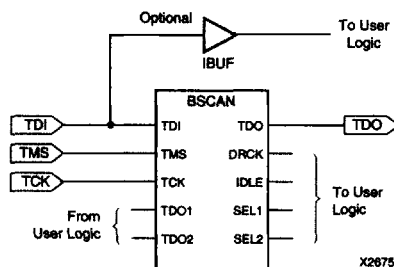 Optional
To User
Logic
IBUF
BSCAN
TDI
TDI
TDO
TDO
TMS
TMS
DRCK
TCK
TCK
IDLE
To User
Logic
From
User Logic
TDO1
SEL1
TDO2
SEL2
X2675